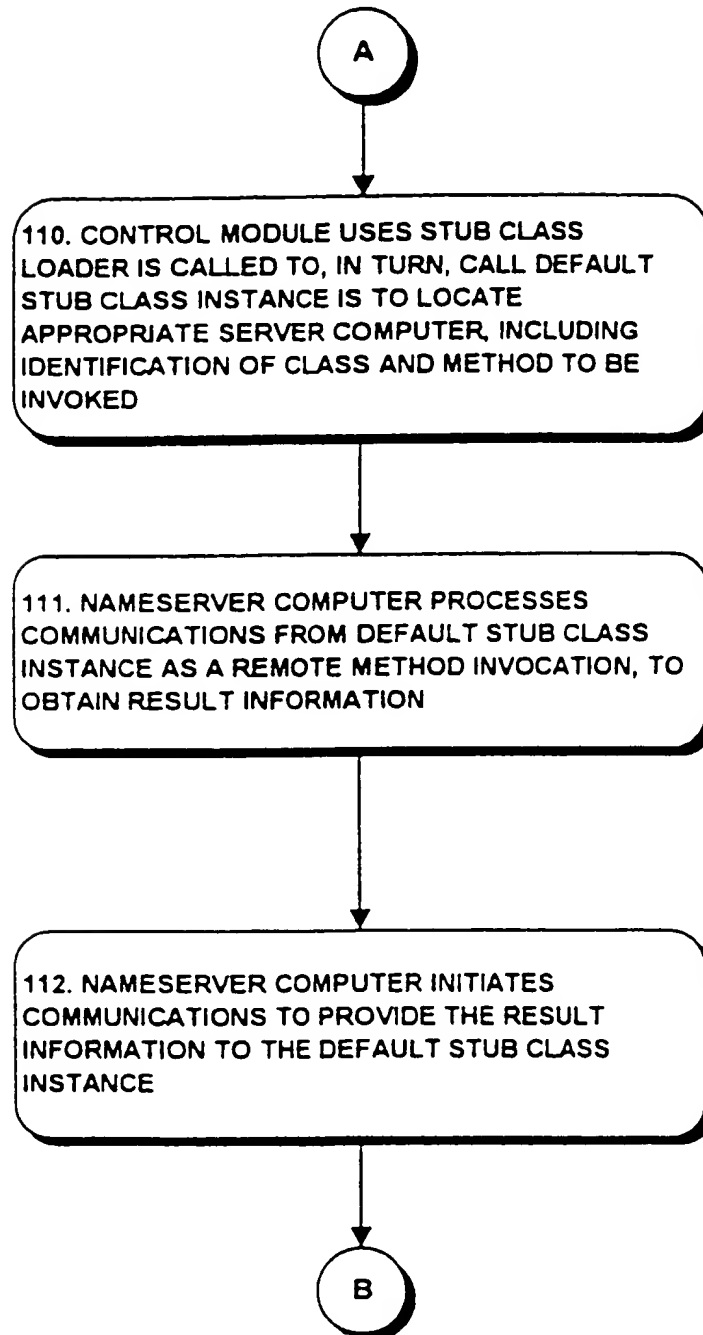 A
110. CONTROL MODULE USES STUB CLASS
LOADER IS CALLED TO, IN TURN, CALL DEFAULT
STUB CLASS INSTANCE IS TO LOCATE
APPROPRIATE SERVER COMPUTER, INCLUDING
IDENTIFICATION OF CLASS AND METHOD TO BE
INVOKED
111. NAMESERVER COMPUTER PROCESSES
COMMUNICATIONS FROM DEFAULT STUB CLASS
INSTANCE AS A REMOTE METHOD INVOCATION, TO
OBTAIN RESULT INFORMATION
112. NAMESERVER COMPUTER INITIATES
COMMUNICATIONS TO PROVIDE THE RESULT
INFORMATION TO THE DEFAULT STUB CLASS
INSTANCE
B